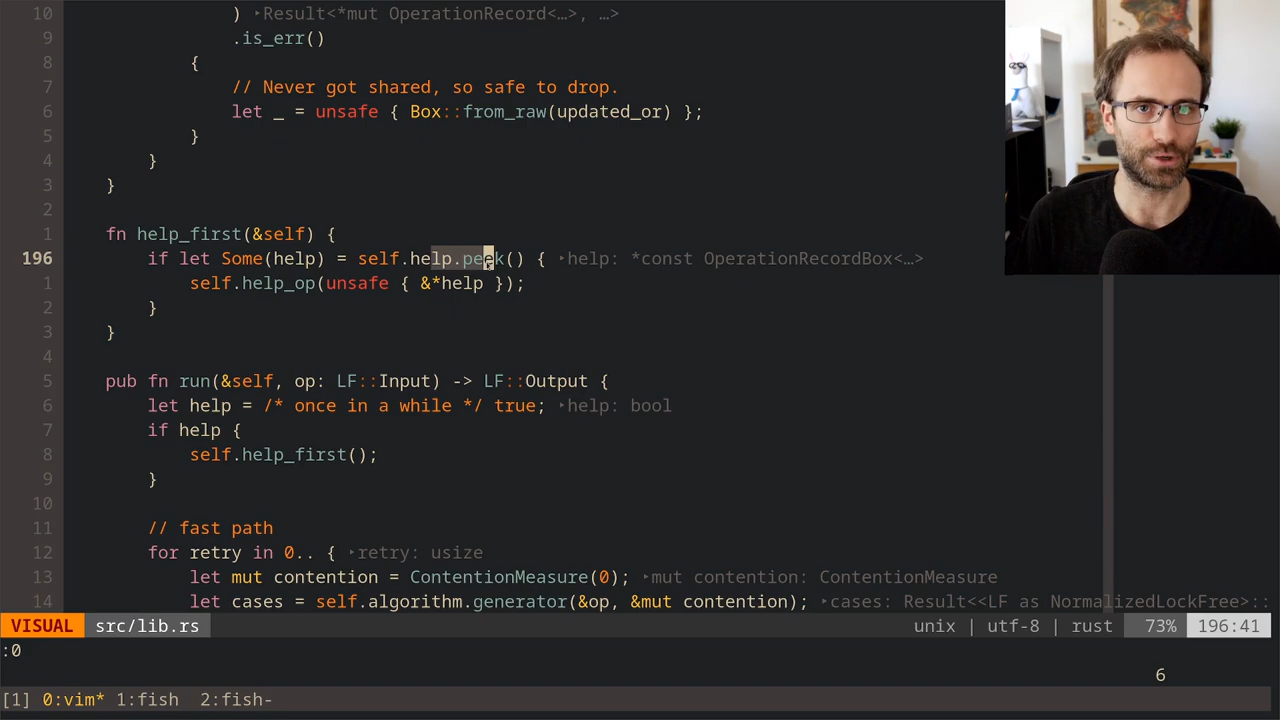 10 ) ‣Result<*mut OperationRecord<…>, …>
9 .is_err()
8 {
7 // Never got shared, so safe to drop.
6 let _ = unsafe { Box::from_raw(updated_or) };
5 }
4 }
3 }
2
1 fn help_first(&self) {
196 if let Some(help) = self.help.peek() { ‣help: *const OperationRecordBox<…>
1 self.help_op(unsafe { &*help });
2 }
3 }
4
5 pub fn run(&self, op: LF::Input) -> LF::Output {
6 let help = /* once in a while */ true; ‣help: bool
7 if help {
8 self.help_first();
9 }
10
11 // fast path
12 for retry in 0.. { ‣retry: usize
13 let mut contention = ContentionMeasure(0); ‣mut contention: ContentionMeasure
14 let cases = self.algorithm.generator(&op, &mut contention); ‣cases: Result<<LF as NormalizedLockFree>::
VISUAL src/lib.rs unix | utf-8 | rust 73% 196:41
:0
6
[1] 0:vim* 1:fish 2:fish-